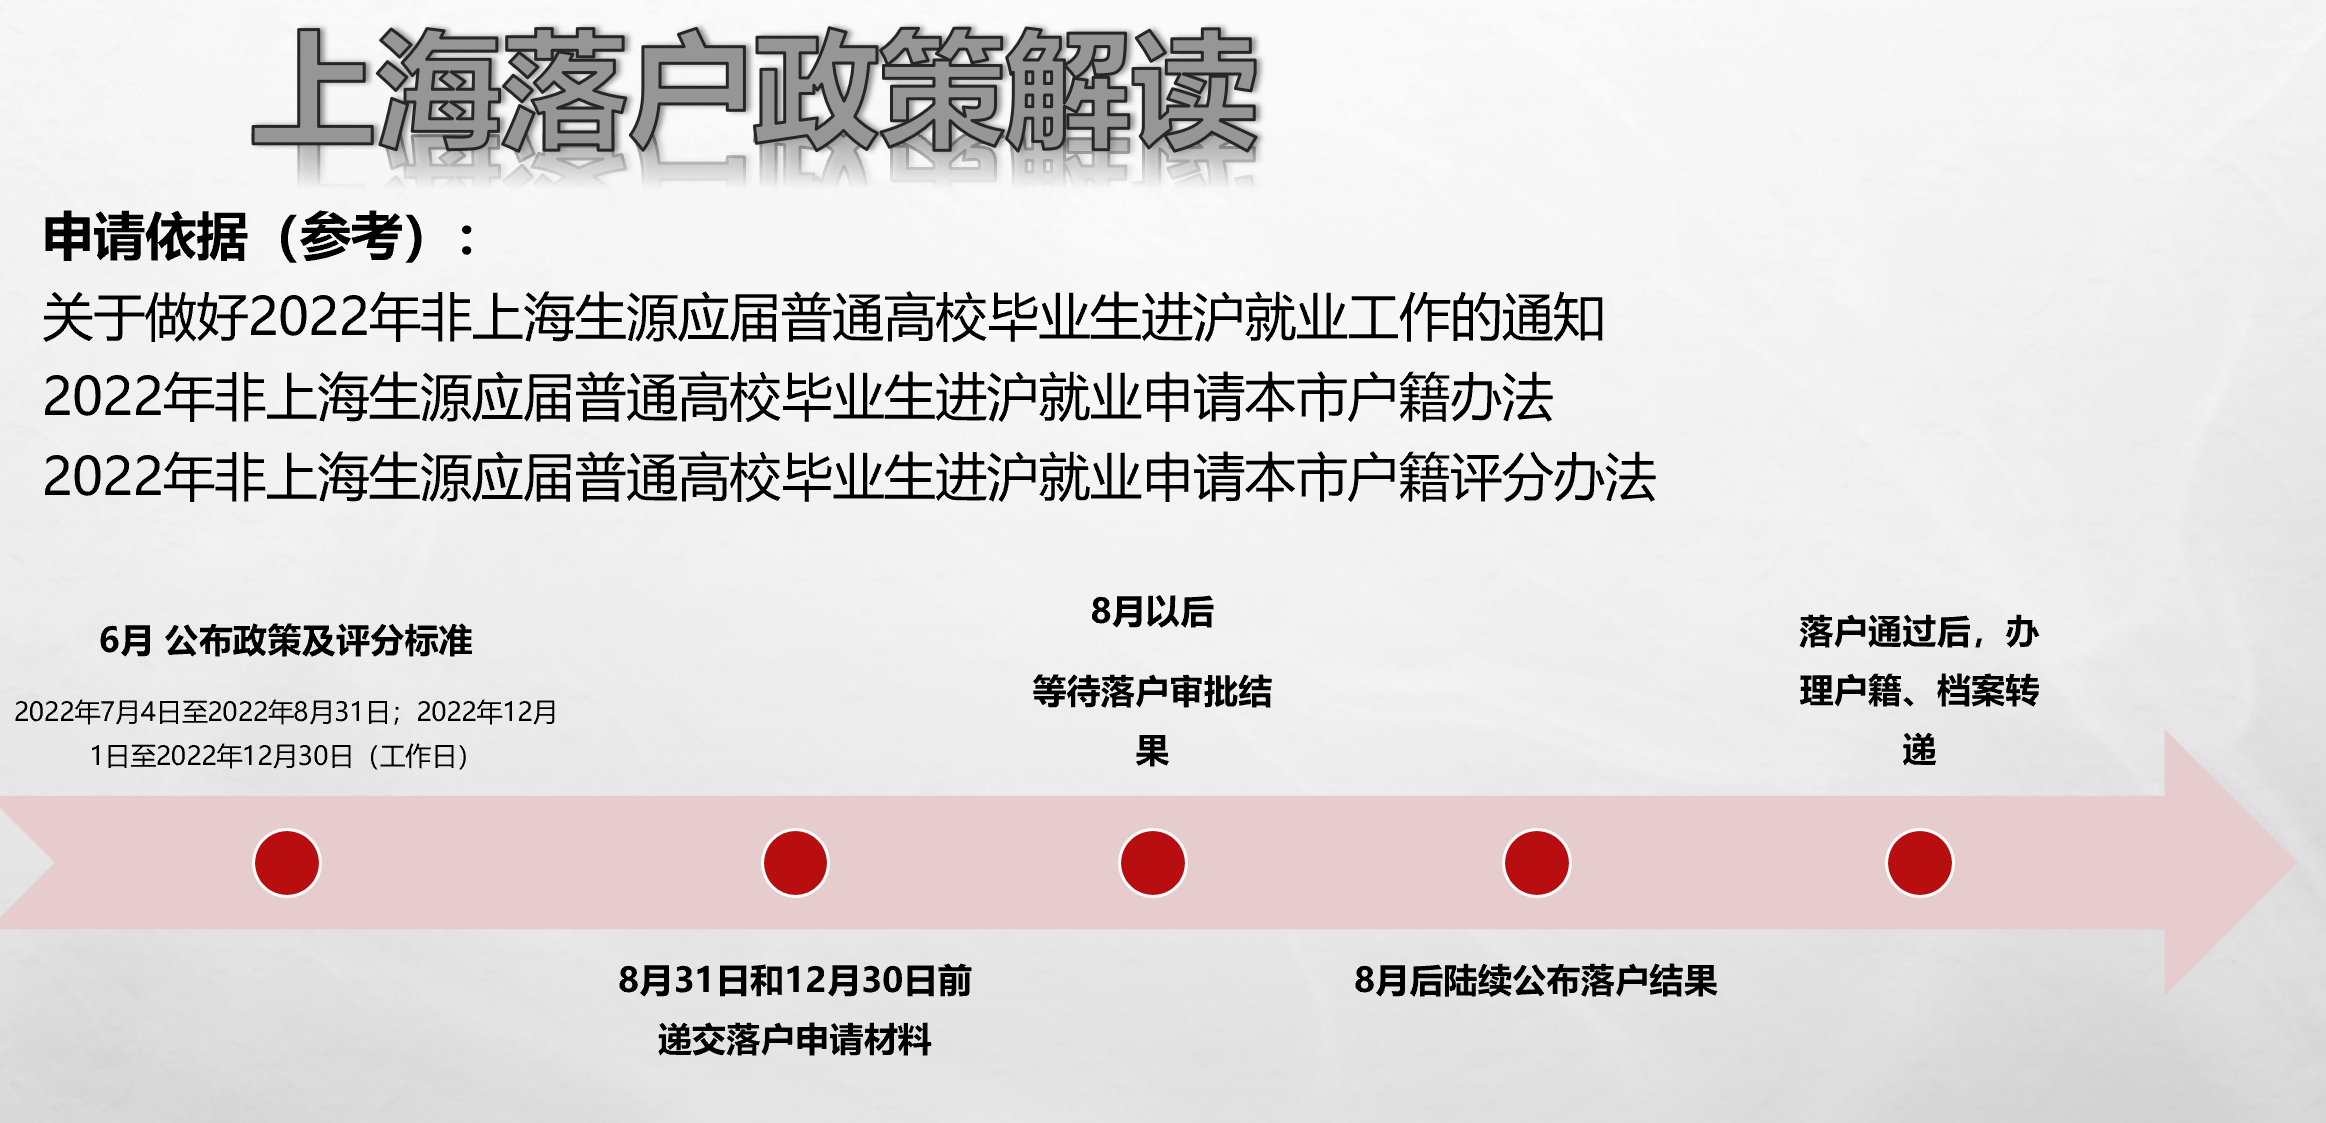 上海落户政策解读
申请依据（参考）:
关于做好2022年非上海生源应届普通高校毕业生进沪就业工作的通知
2022年非上海生源应届普通高校毕业生进沪就业申请本市户籍办法
2022年非上海生源应届普通高校毕业生进沪就业申请本市户籍评分办法
6月 公布政策及评分标准
2022年7月4日至2022年8月31日；2022年12月
1日至2022年12月30日（工作日）
8月31日和12月30日前
递交落户申请材料
8月以后
等待落户审批结
果
8月后陆续公布落户结果
落户通过后，办
理户籍、档案转
递